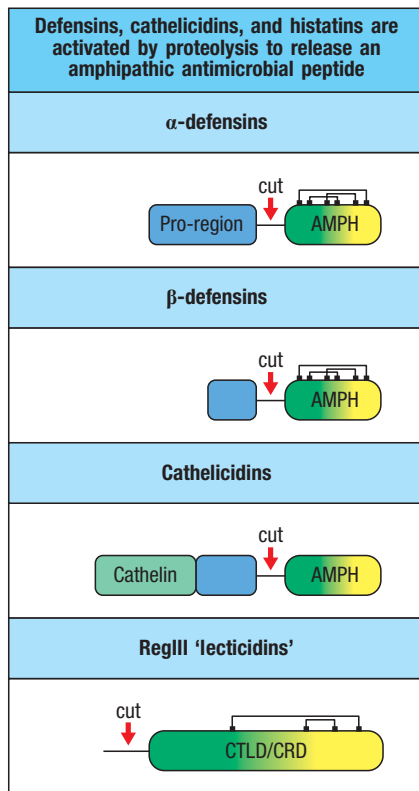 Defensins, cathelicidins, and histatins are
activated by proteolysis to release an
amphipathic antimicrobial peptide
α-defensins
cut
Pro-region
AMPH
β-defensins
cut
AMPH
Cathelicidins
cut
Cathelin
AMPH
RegIII ‘lecticidins’
cut
CTLD/CRD